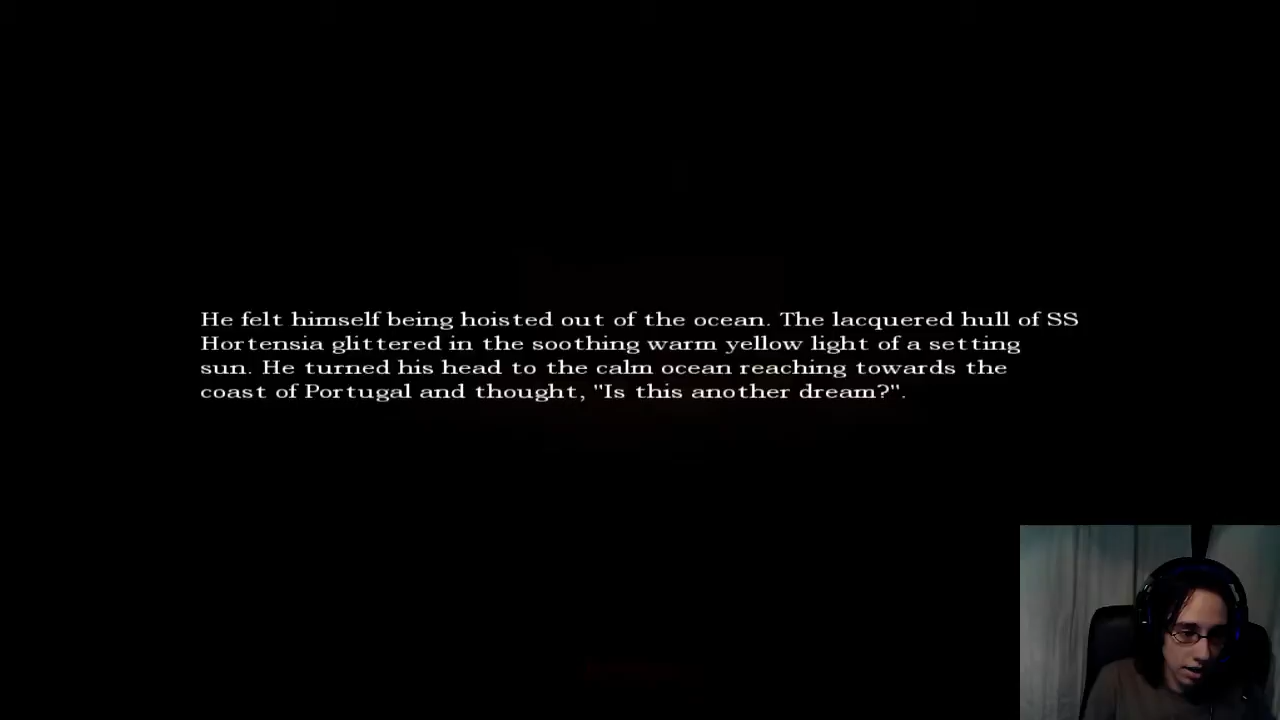 He felt himself being hoisted out of the ocean. The lacquered hull of SS
Hortensia glittered in the soothing warm yellow light of a setting
sun. He turned his head to the calm ocean reaching towards the
coast of Portugal and thought, "Is this another dream?".